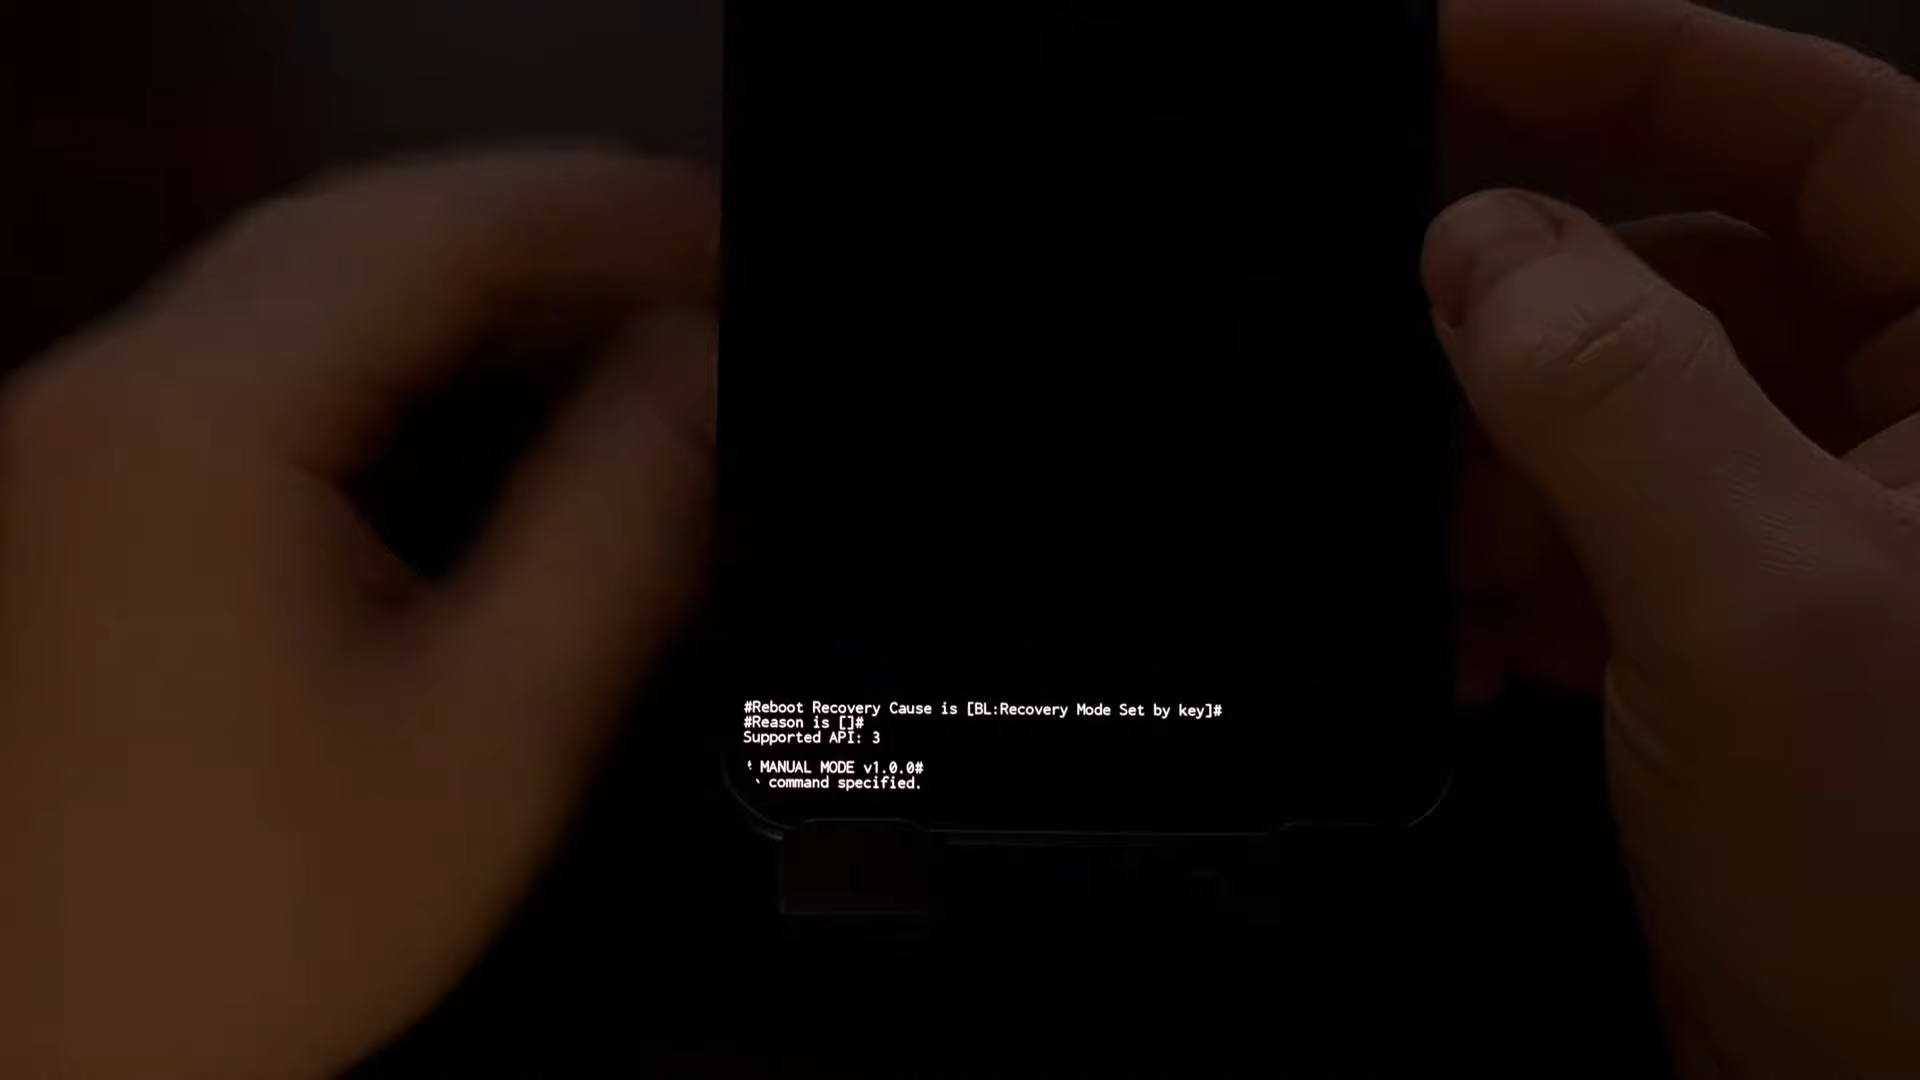 #Reboot Recovery Cause is [BL:Recovery Mode Set by key]#
#Reason is []#
Supported API: 3
MANUAL MODE v1.0.0#
command specified.